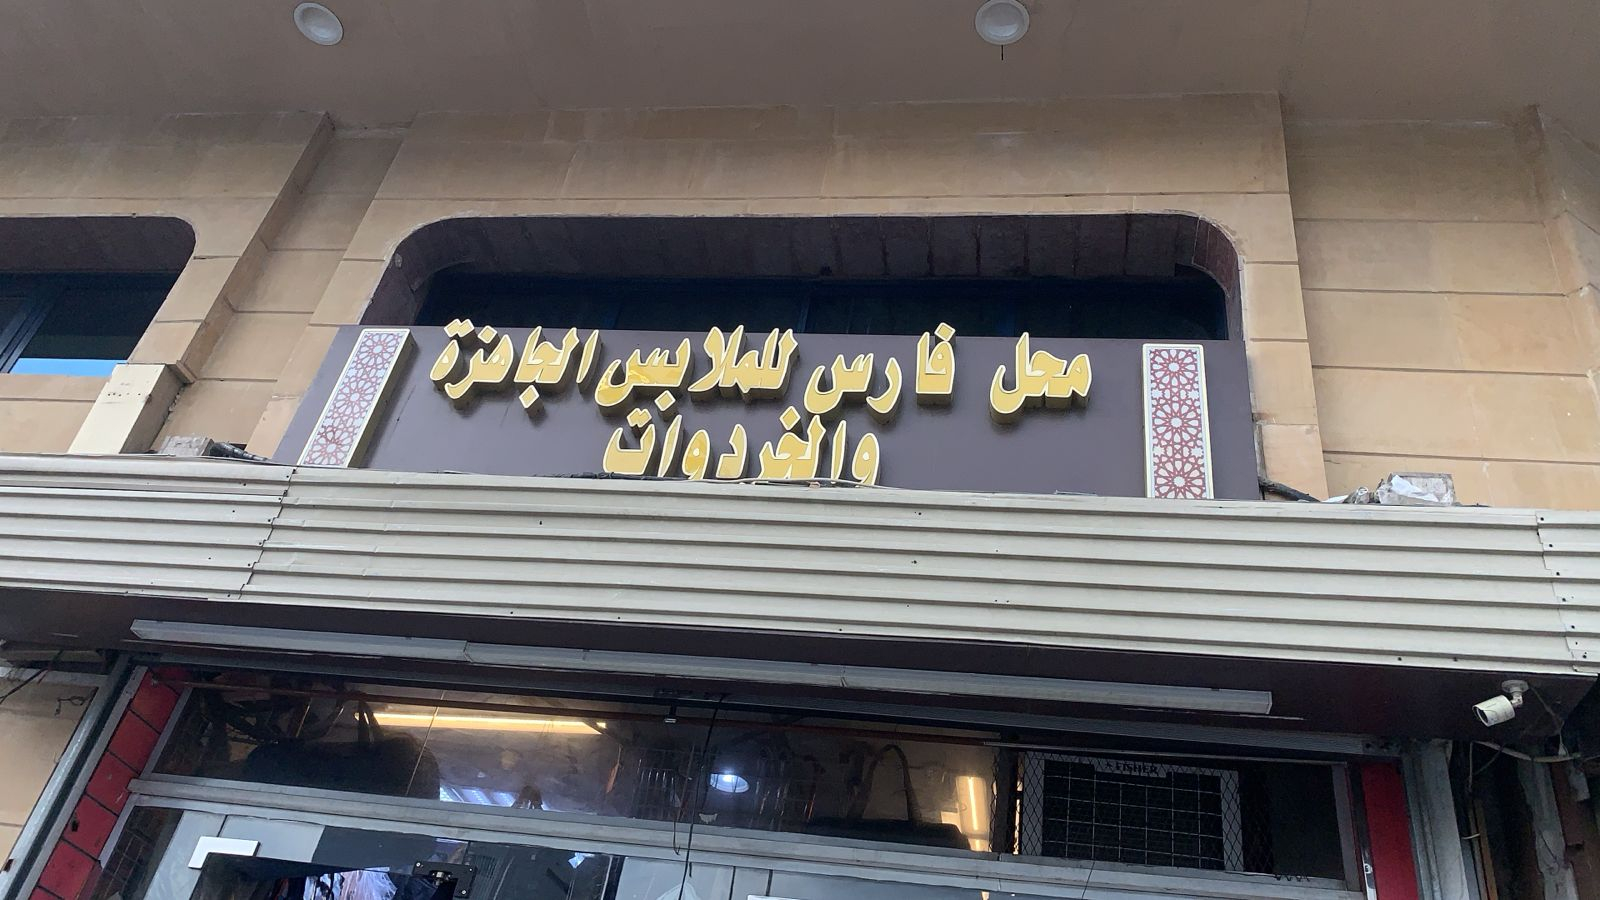 محل فارس للملابس الجاهزة
والخردوات